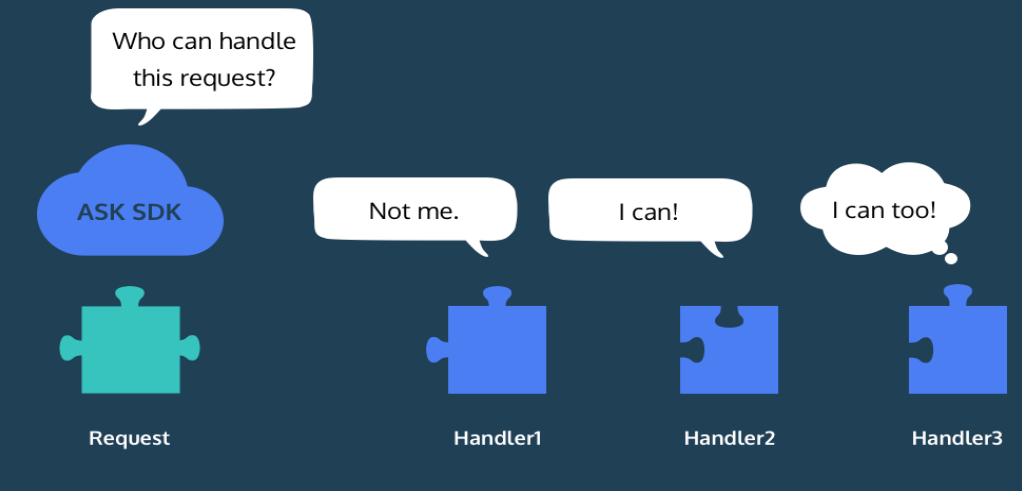 Who can handle
this request?
ASK SDK
Not me.
I can!
I can too!
Request
Handler1
Handler2
Handler3